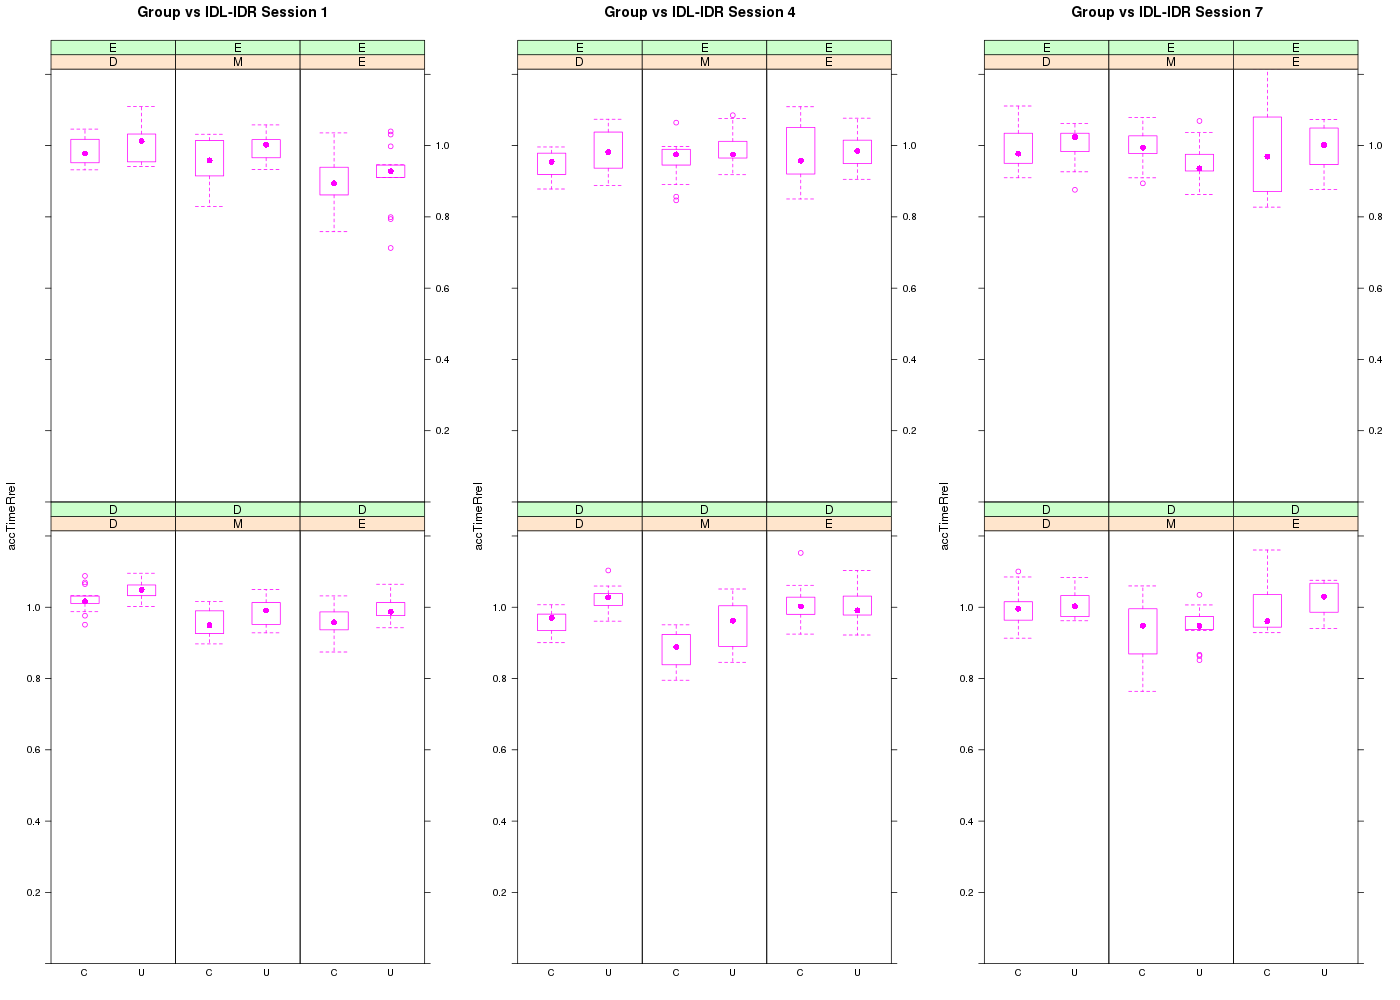 Group vs IDL-IDR Session 1 Group vs IDL-IDR Session 4 Group vs IDL-IDR Session 7
E E E E E E E E E
D M E D M E D M E
1.0 1.0 1.0
0.8 0.8 0.8
0.6 0.6 0.6
0.4 0.4 0.4
0.2 0.2 0.2
accTimeRrel accTimeRrel accTimeRrel
D D D D D D D D D
D M E D M E D M E
1.0 1.0 1.0
0.8 0.8 0.8
0.6 0.6 0.6
0.4 0.4 0.4
0.2 0.2 0.2
C U C U C U C U C U C U C U C U C U